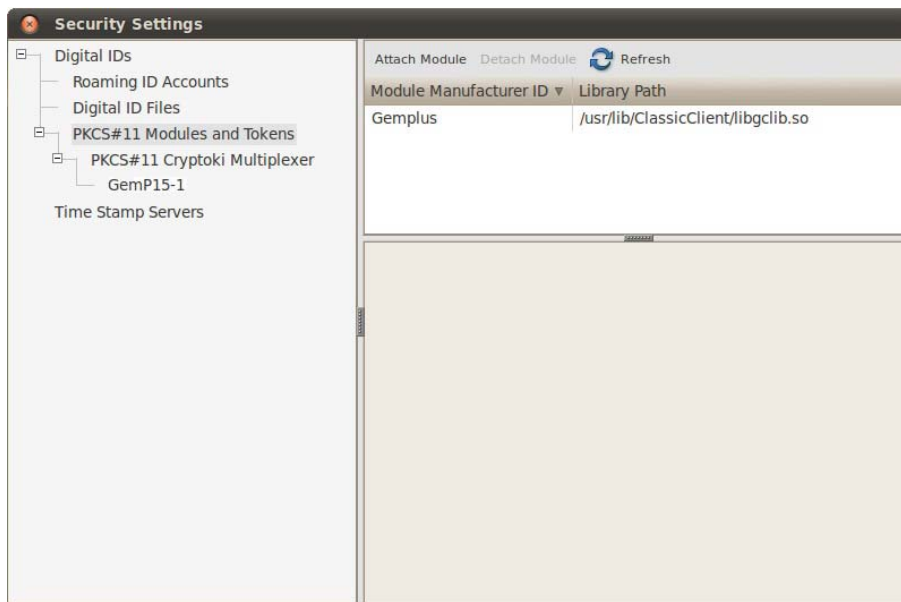 Security Settings
Digital IDs
Roaming ID Accounts
Digital ID Files
PKCS#11 Modules and Tokens
PKCS#11 Cryptoki Multiplexer
GemP15-1
Time Stamp Servers
Attach Module Detach Module Refresh
Module Manufacturer ID Library Path
Gemplus /usr/lib/ClassicClient/libgclib.so